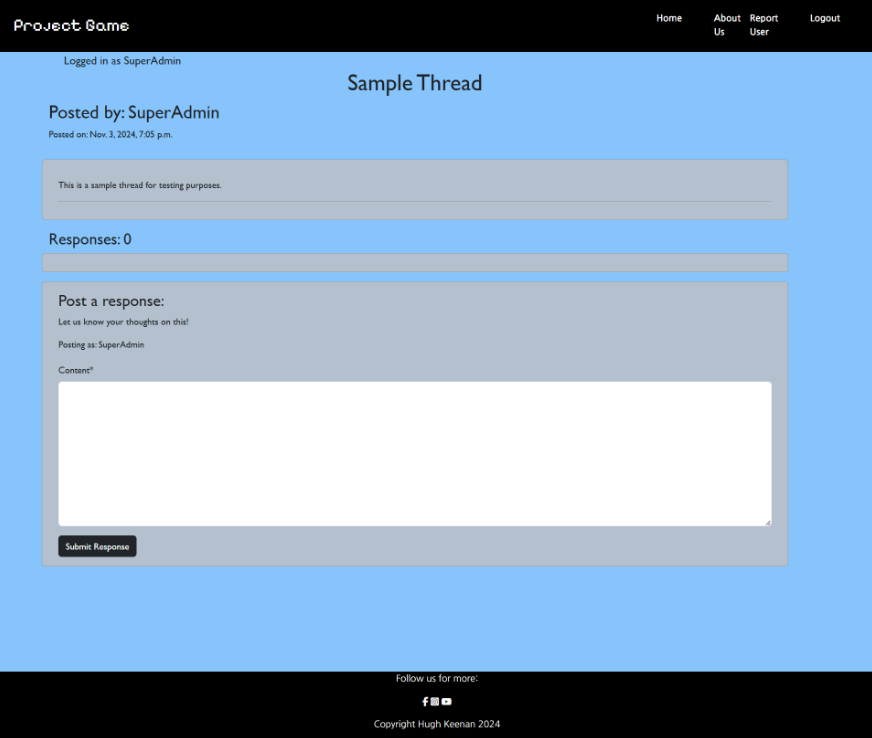 Project Game
Home
About Us
Report User
Logout
Logged in as SuperAdmin
Sample Thread
Posted by: SuperAdmin
Posted on: Nov. 3, 2024, 7:05 p.m.
This is a sample thread for testing purposes.
Responses: 0
Post a response:
Let us know your thoughts on this!
Posting as: SuperAdmin
Content*
Submit Response
Follow us for more:
Copyright Hugh Keenan 2024